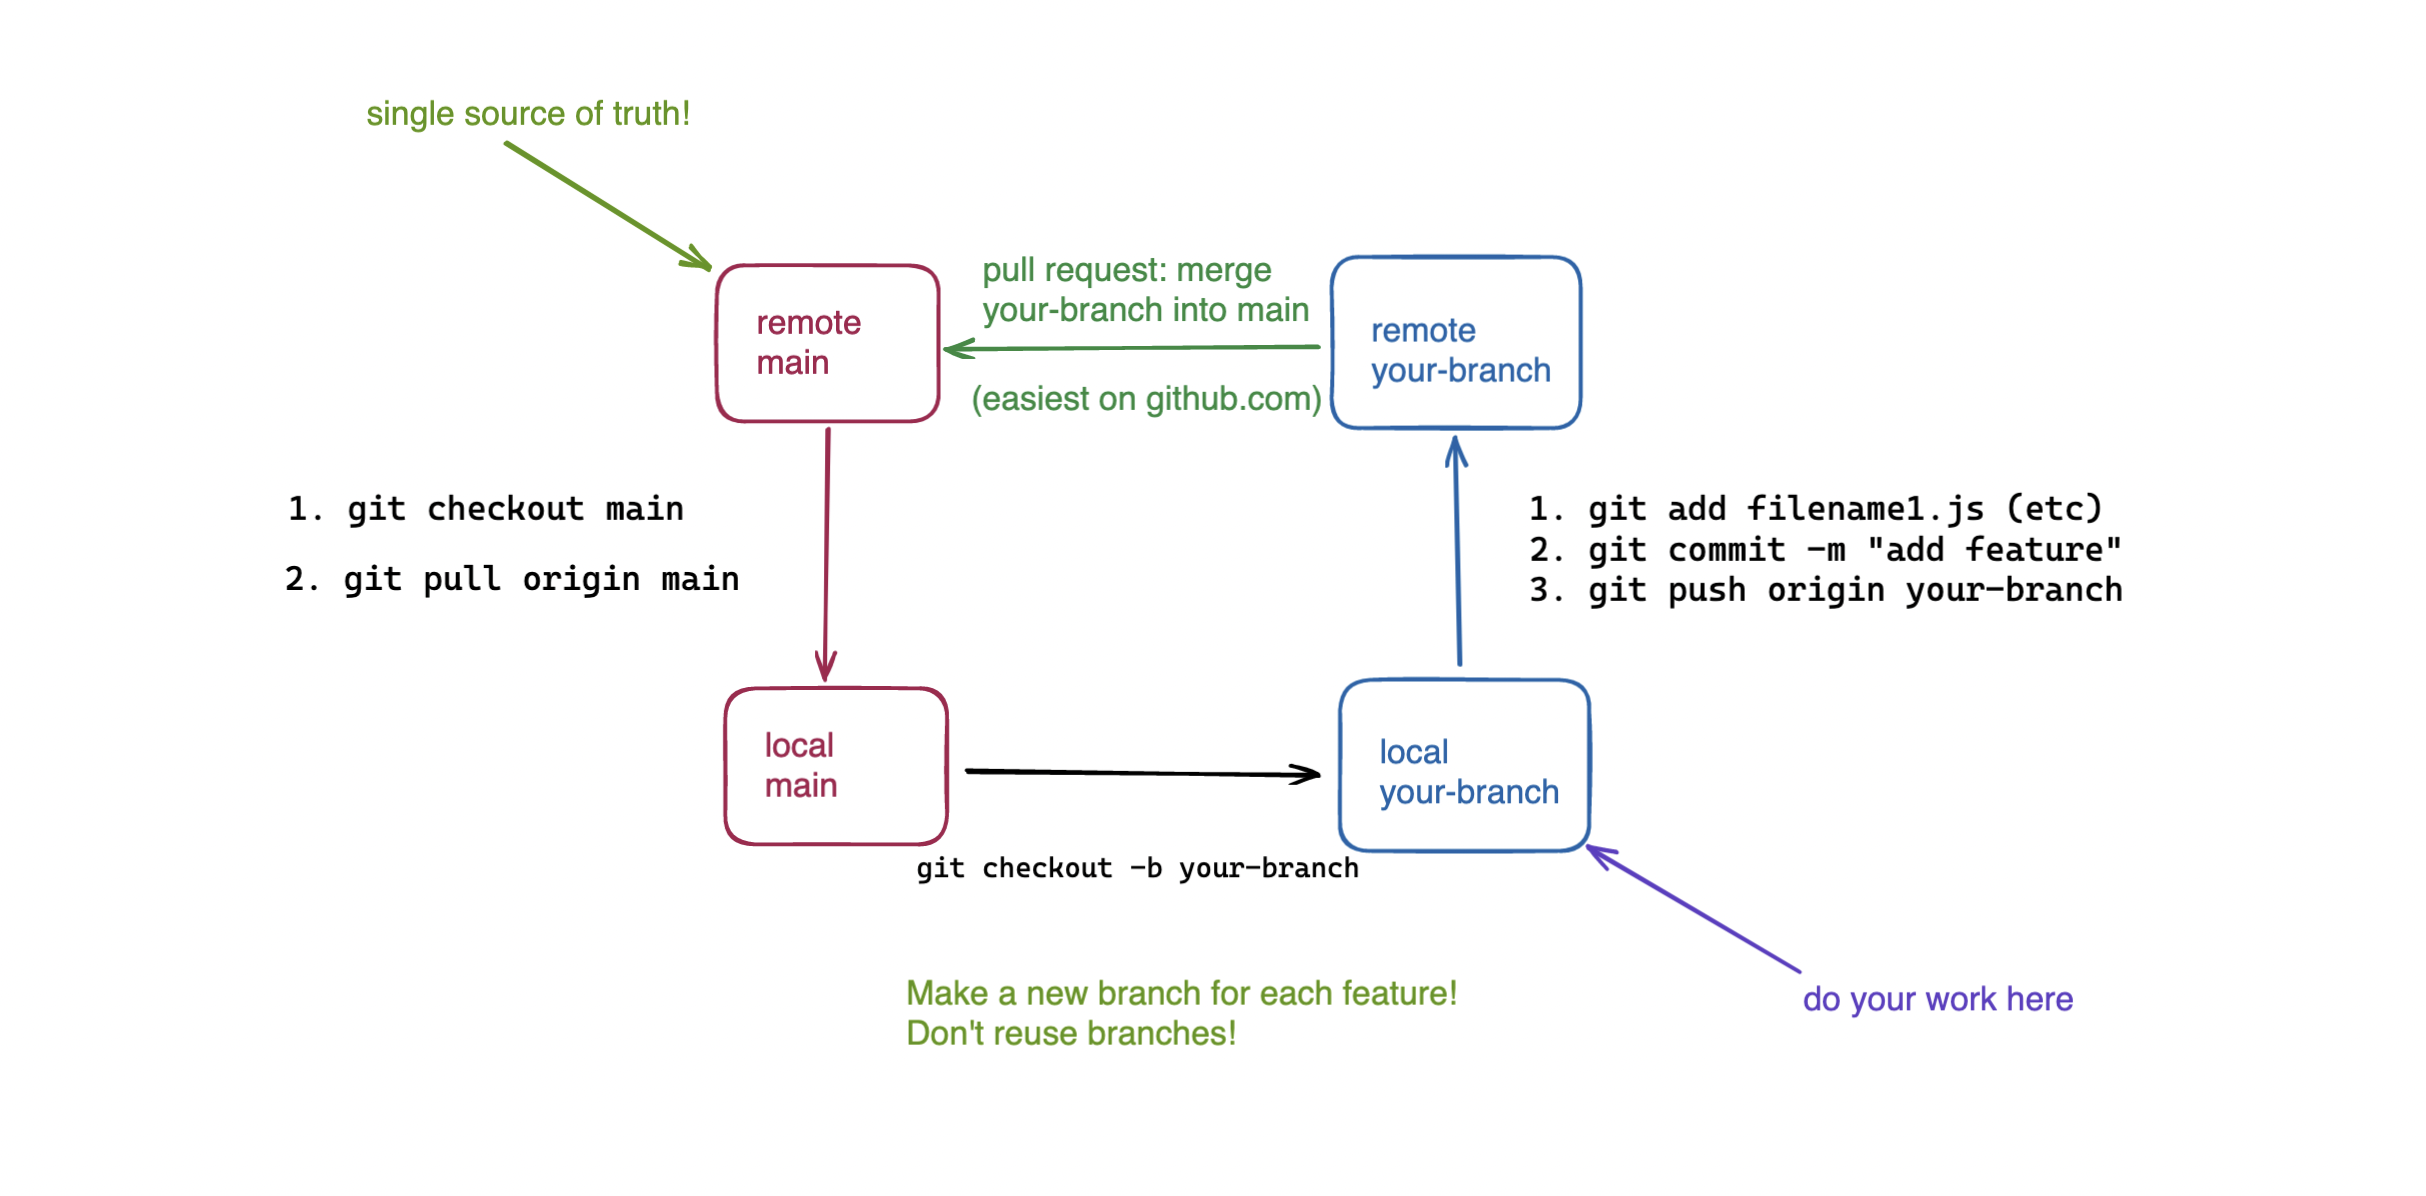 single source of truth!
pull request: merge
your-branch into main
(easiest on github.com)
remote
main
remote
your-branch
1. git checkout main
2. git pull origin main
1. git add filename1.js (etc)
2. git commit -m "add feature"
3. git push origin your-branch
local
main
local
your-branch
git checkout -b your-branch
Make a new branch for each feature!
Don't reuse branches!
do your work here